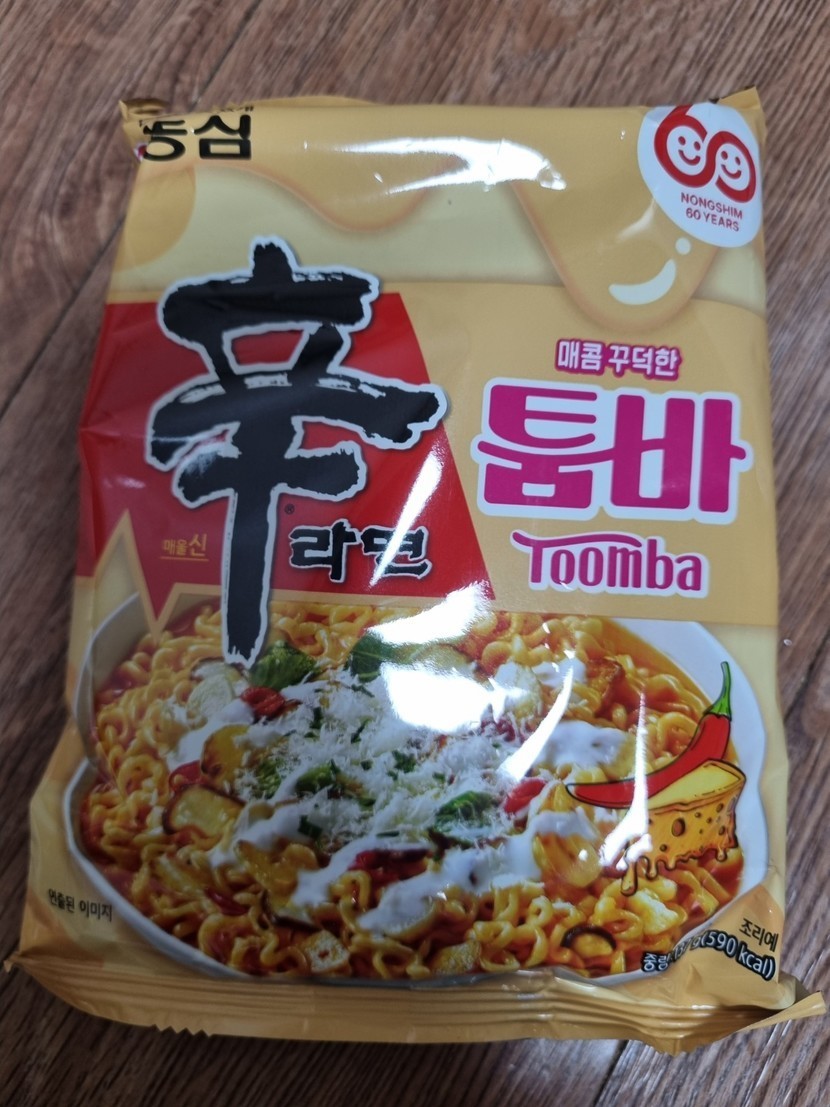 농심
60
NONGSHIM
60 YEARS
辛
매콤 꾸덕한
툼바
Toomba
매울신
라면
®
연출된 이미지
조리예
(590 kcal)